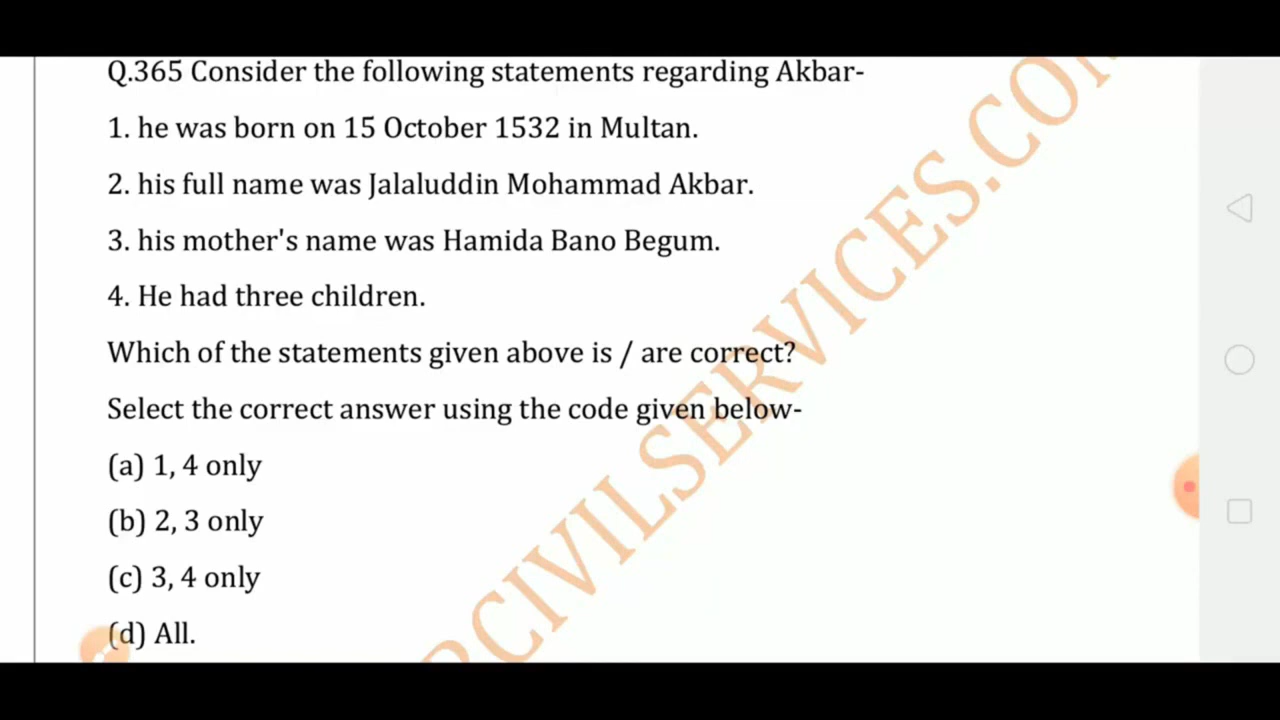 Q.365 Consider the following statements regarding Akbar-
1. he was born on 15 October 1532 in Multan.
2. his full name was Jalaluddin Mohammad Akbar.
3. his mother's name was Hamida Bano Begum.
4. He had three children.
Which of the statements given above is / are correct?
Select the correct answer using the code given below-
(a) 1, 4 only
(b) 2, 3 only
(c) 3, 4 only
(d) All.
RCIVILSERVICES.COM